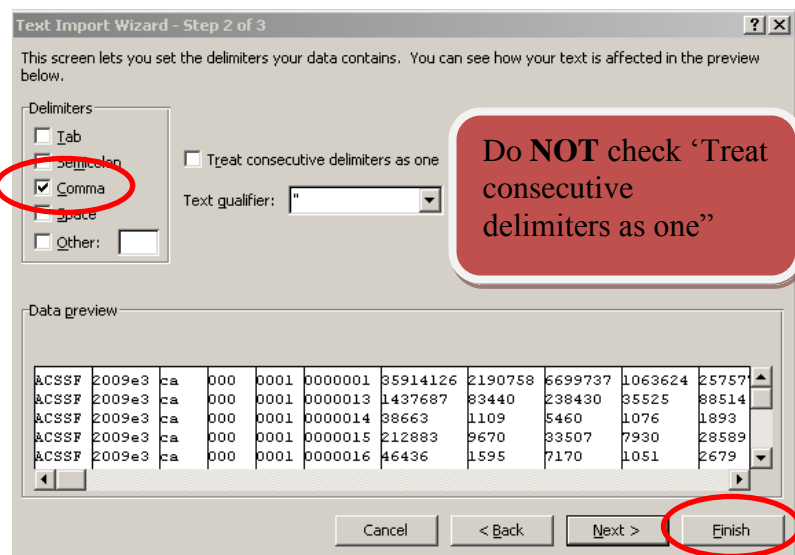 Text Import Wizard - Step 2 of 3
This screen lets you set the delimiters your data contains. You can see how your text is affected in the preview
below.
Delimiters
Tab
Semicolon
Comma
Space
Other:
Treat consecutive delimiters as one
Text qualifier: "
Do NOT check ‘Treat
consecutive
delimiters as one”
Data preview
ACSSF 2009e3 ca 000 0001 0000001 35914126 2190758 6699737 1063624 25757
ACSSF 2009e3 ca 000 0001 0000013 1437687 83440 238430 35525 88514
ACSSF 2009e3 ca 000 0001 0000014 38663 1109 5460 1076 1893
ACSSF 2009e3 ca 000 0001 0000015 212883 9670 33507 7930 28589
ACSSF 2009e3 ca 000 0001 0000016 46436 1595 7170 1051 2679
Cancel < Back Next > Finish